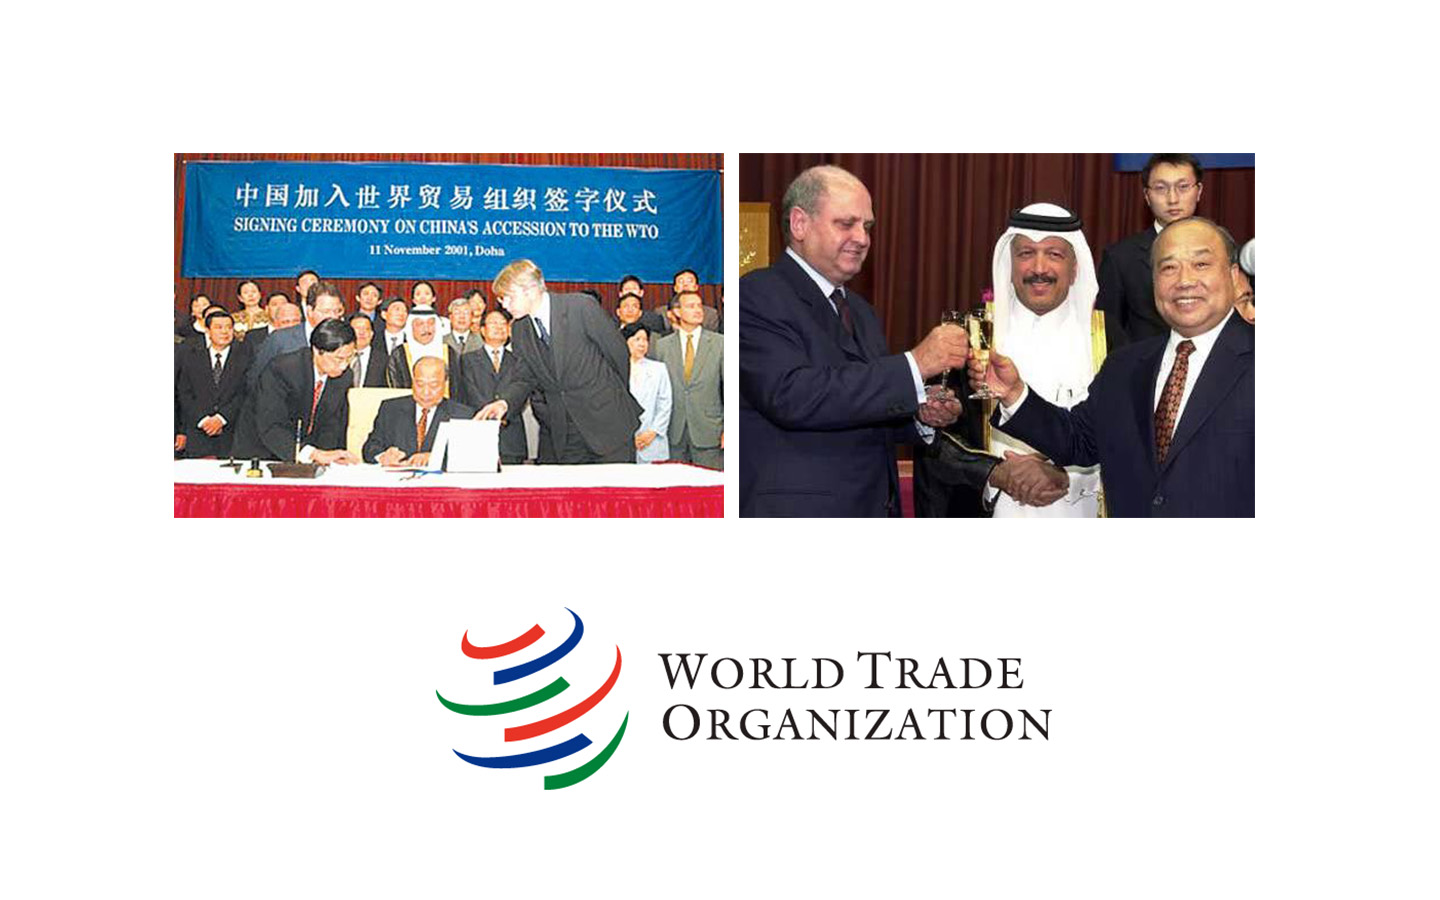 中国加入世界贸易组织签字仪式
SIGNING CEREMONY ON CHINA'S ACCESSION TO THE WTO
11 November 2001, Doha
WORLD TRADE
ORGANIZATION